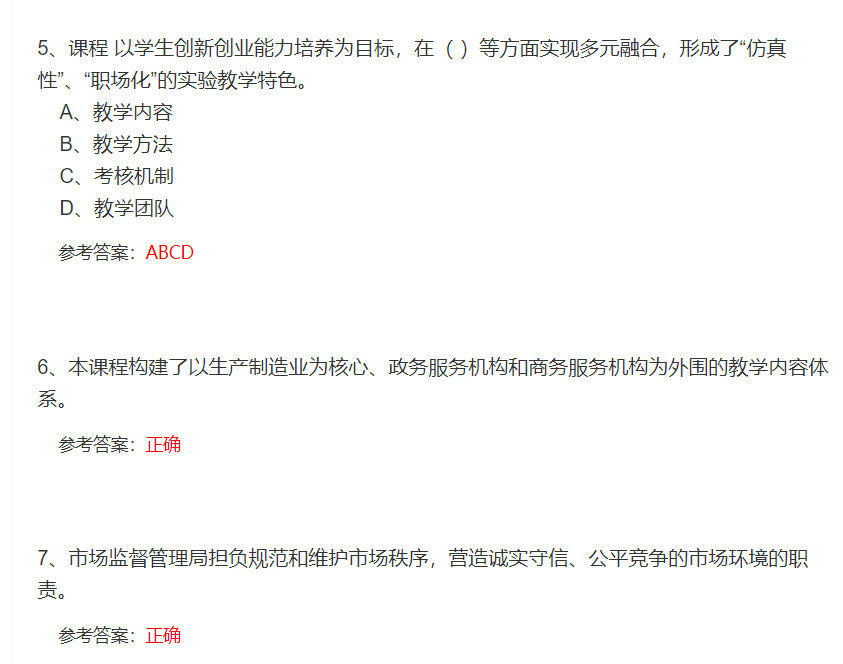 5、课程 以学生创新创业能力培养为目标，在（ ）等方面实现多元融合，形成了“仿真
性”、“职场化”的实验教学特色。
A、教学内容
B、教学方法
C、考核机制
D、教学团队
参考答案：ABCD
6、本课程构建了以生产制造业为核心、政务服务机构和商务服务机构为外围的教学内容体
系。
参考答案：正确
7、市场监督管理局担负规范和维护市场秩序，营造诚实守信、公平竞争的市场环境的职
责。
参考答案：正确